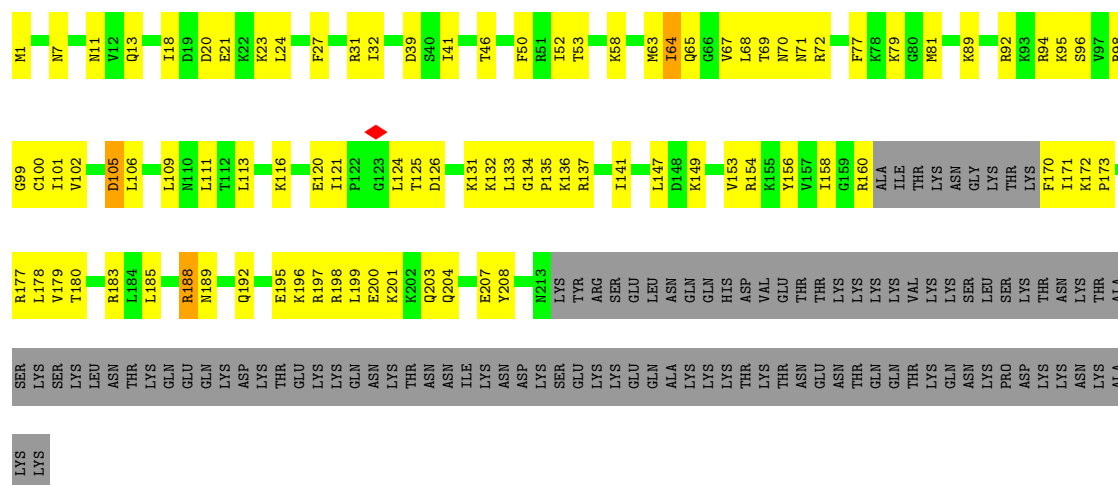 M1 N7 N11 V12 Q13 I18 D19 D20 E21 K22 K23 L24 F27 R31 I32 D39 S40 I41 T46 F50 R51 I52 T53 K58 M63 I64 Q65 G66 V67 L68 T69 N70 N71 R72 F77 K78 K79 G80 M81 K89 R92 K93 R94 K95 S96 V97 R98
G99 C100 I101 V102 D105 L106 L109 N110 L111 T112 L113 K116 E120 I121 P122 G123 L124 T125 D126 K131 K132 L133 G134 P135 K136 R137 I141 L147 D148 K149 V153 R154 K155 Y156 V157 I158 G159 R160 ALA ILE THR LYS ASN GLY LYS THR LYS F170 I171 K172 P173
R177 L178 V179 T180 R183 L184 L185 R188 N189 Q192 E195 K196 R197 R198 L199 E200 K201 K202 Q203 Q204 E207 Y208 N213 LYS TYR ARG SER GLU LEU ASN GLN GLN HIS ASP VAL GLU THR THR LYS LYS LYS LYS VAL LYS LYS SER LEU SER LYS THR ASN LYS THR ALA
SER LYS SER LYS LEU ASN THR LYS GLN GLU GLN LYS ASP LYS THR GLU LYS LYS GLN ASN LYS THR ASN ASN ILE LYS ASN ASP LYS SER GLU LYS LYS GLU GLN ALA LYS LYS THR LYS THR ASN GLU ASN THR GLN GLN THR LYS GLN ASN LYS PRO ASP LYS LYS ASN LYS ALA
LYS LYS